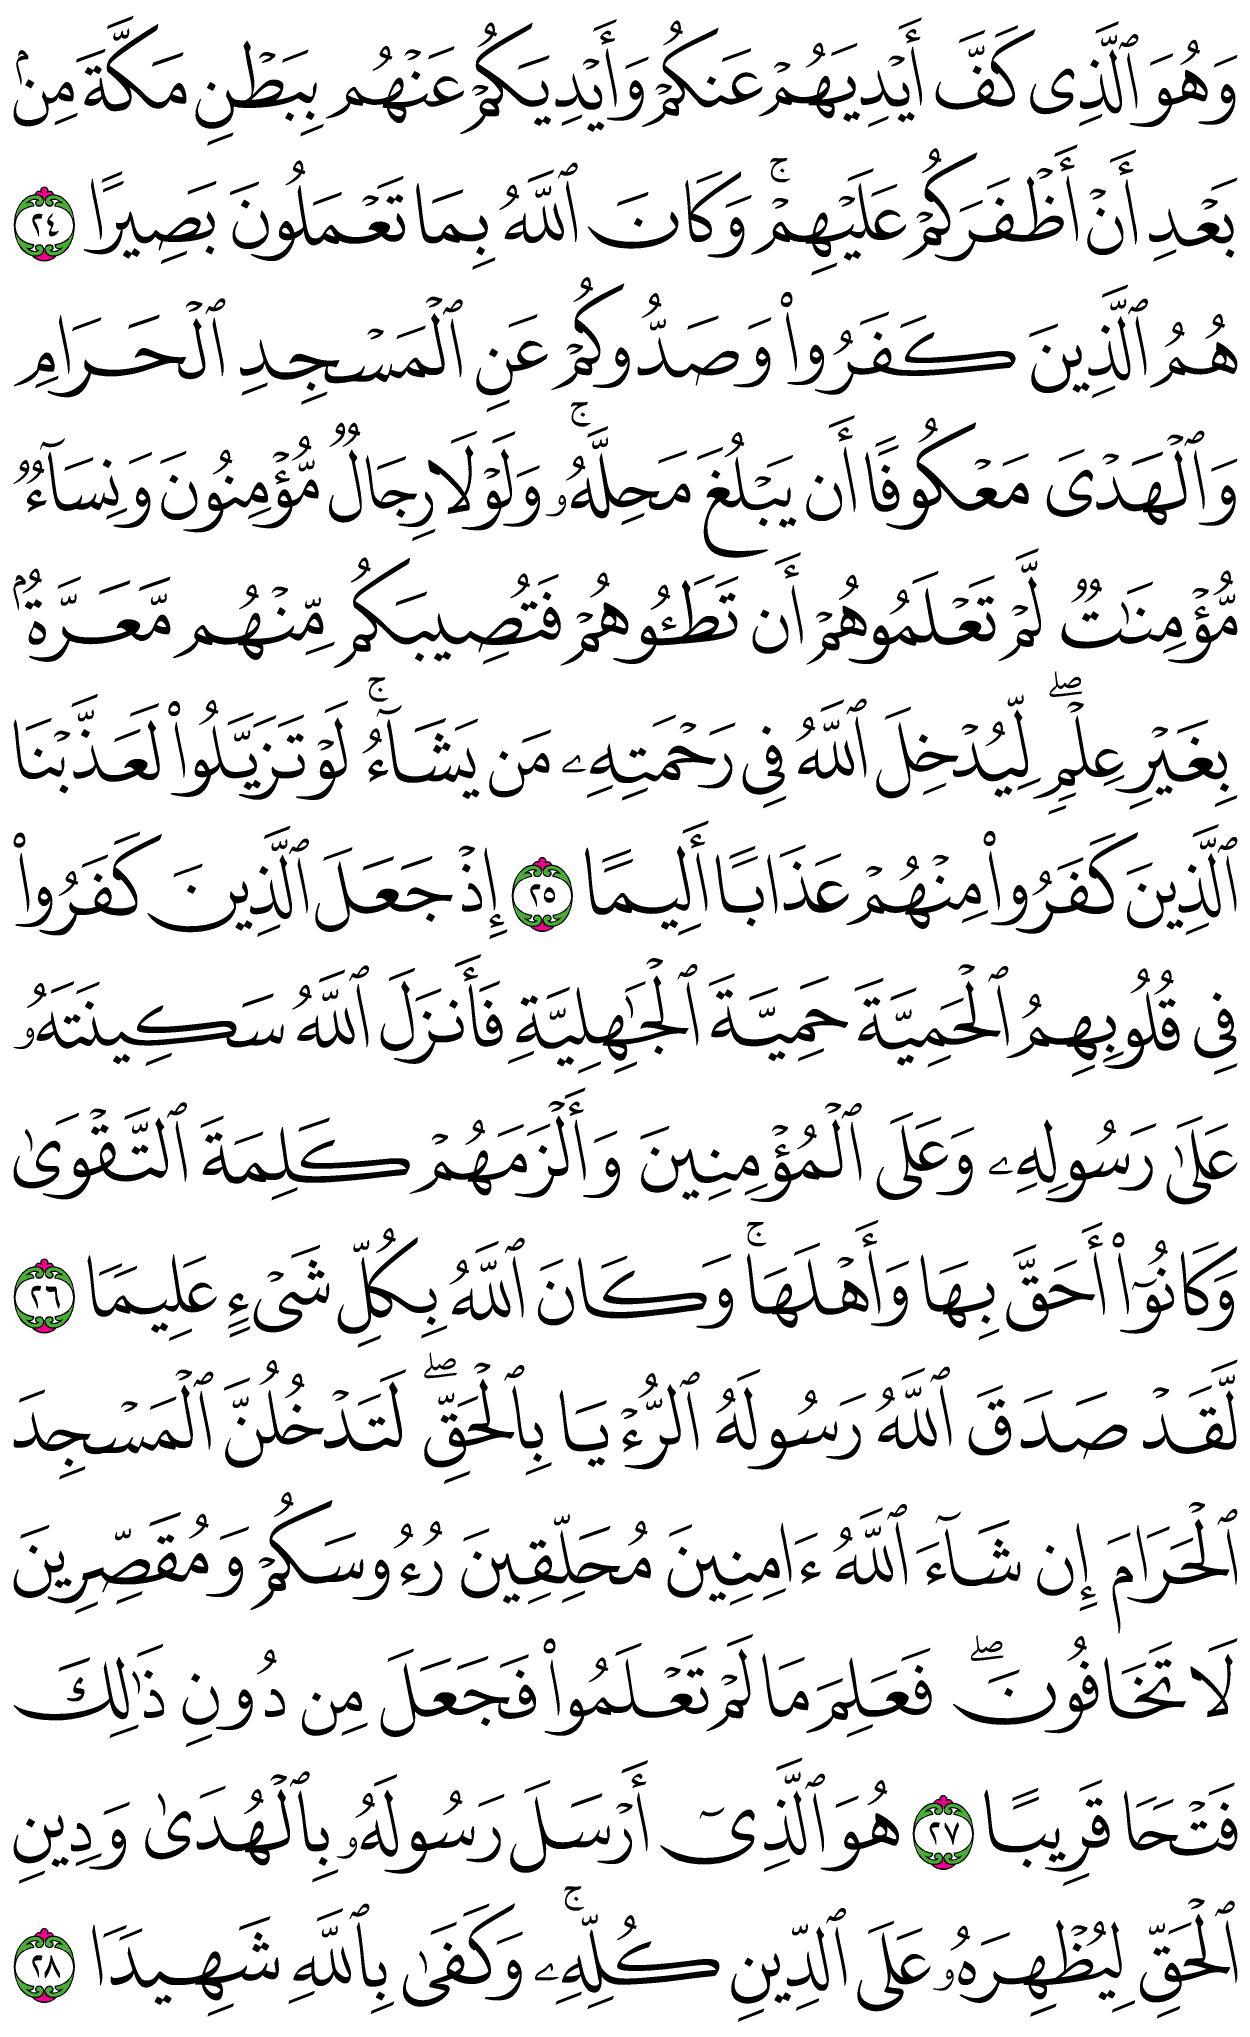 وَهُوَ ٱلَّذِى كَفَّ أَيْدِيَهُمْ عَنكُمْ وَأَيْدِيَكُمْ عَنْهُم بِبَطْنِ مَكَّةَ مِنۢ
بَعْدِ أَنْ أَظْفَرَكُمْ عَلَيْهِمْ ۚ وَكَانَ ٱللَّهُ بِمَا تَعْمَلُونَ بَصِيرًا ٢٤
هُمُ ٱلَّذِينَ كَفَرُوا۟ وَصَدُّوكُمْ عَنِ ٱلْمَسْجِدِ ٱلْحَرَامِ
وَٱلْهَدْىَ مَعْكُوفًا أَن يَبْلُغَ مَحِلَّهُۥ ۚ وَلَوْلَا رِجَالٌ مُّؤْمِنُونَ وَنِسَآءٌ
مُّؤْمِنَـٰتٌ لَّمْ تَعْلَمُوهُمْ أَن تَطَـُٔوهُمْ فَتُصِيبَكُم مِّنْهُم مَّعَرَّةٌۢ
بِغَيْرِ عِلْمٍ ۖ لِّيُدْخِلَ ٱللَّهُ فِى رَحْمَتِهِۦ مَن يَشَآءُ ۚ لَوْ تَزَيَّلُوا۟ لَعَذَّبْنَا
ٱلَّذِينَ كَفَرُوا۟ مِنْهُمْ عَذَابًا أَلِيمًا ٢٥ إِذْ جَعَلَ ٱلَّذِينَ كَفَرُوا۟
فِى قُلُوبِهِمُ ٱلْحَمِيَّةَ حَمِيَّةَ ٱلْجَـٰهِلِيَّةِ فَأَنزَلَ ٱللَّهُ سَكِينَتَهُۥ
عَلَىٰ رَسُولِهِۦ وَعَلَى ٱلْمُؤْمِنِينَ وَأَلْزَمَهُمْ كَلِمَةَ ٱلتَّقْوَىٰ
وَكَانُوٓا۟ أَحَقَّ بِهَا وَأَهْلَهَا ۚ وَكَانَ ٱللَّهُ بِكُلِّ شَىْءٍ عَلِيمًا ٢٦
لَّقَدْ صَدَقَ ٱللَّهُ رَسُولَهُ ٱلرُّءْيَا بِٱلْحَقِّ ۖ لَتَدْخُلُنَّ ٱلْمَسْجِدَ
ٱلْحَرَامَ إِن شَآءَ ٱللَّهُ ءَامِنِينَ مُحَلِّقِينَ رُءُوسَكُمْ وَمُقَصِّرِينَ
لَا تَخَافُونَ ۖ فَعَلِمَ مَا لَمْ تَعْلَمُوا۟ فَجَعَلَ مِن دُونِ ذَٰلِكَ
فَتْحًا قَرِيبًا ٢٧ هُوَ ٱلَّذِىٓ أَرْسَلَ رَسُولَهُۥ بِٱلْهُدَىٰ وَدِينِ
ٱلْحَقِّ لِيُظْهِرَهُۥ عَلَى ٱلدِّينِ كُلِّهِۦ ۚ وَكَفَىٰ بِٱللَّهِ شَهِيدًا ٢٨